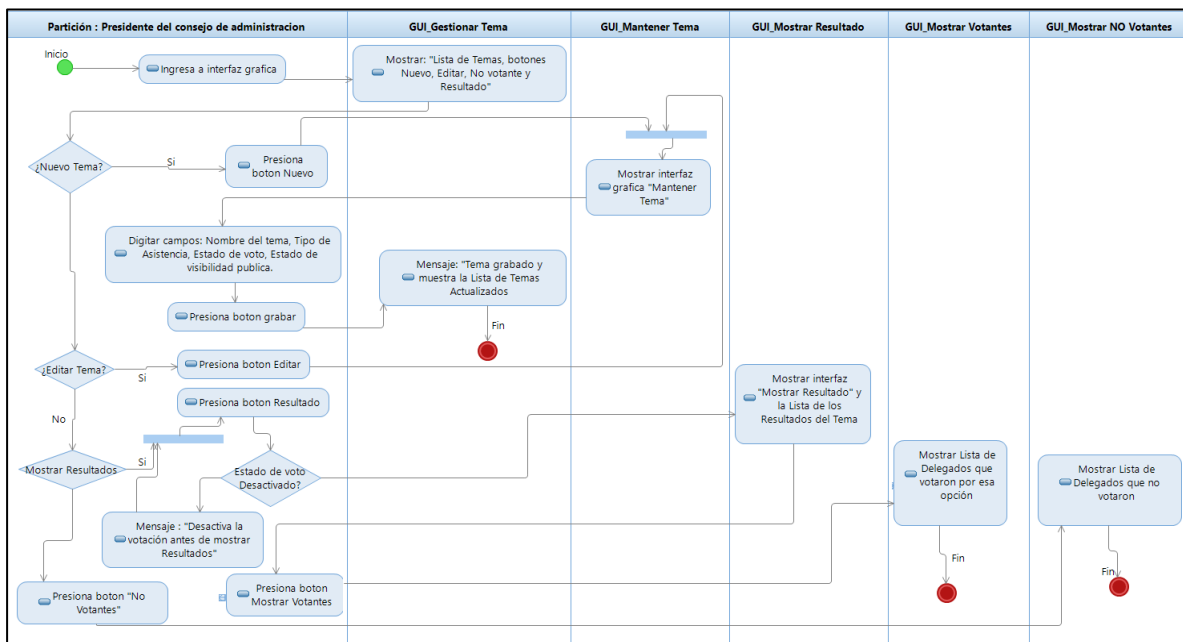 Partición : Presidente del consejo de administracion
GUI_Gestionar Tema
GUI_Mantener Tema
GUI_Mostrar Resultado
GUI_Mostrar Votantes
GUI_Mostrar NO Votantes
Inicio
Ingresa a interfaz grafica
Mostrar: "Lista de Temas, botones
Nuevo, Editar, No votante y
Resultado"
¿Nuevo Tema?
Si
Presiona
boton Nuevo
Mostrar interfaz
grafica "Mantener
Tema"
Digitar campos: Nombre del tema, Tipo de
Asistencia, Estado de voto, Estado de
visibilidad publica.
Mensaje: "Tema grabado y
muestra la Lista de Temas
Actualizados
Presiona boton grabar
Fin
¿Editar Tema?
Si
Presiona boton Editar
No
Presiona boton Resultado
Mostrar interfaz
"Mostrar Resultado" y
la Lista de los
Resultados del Tema
Mostrar Resultados
Si
Estado de voto
Desactivado?
Mostrar Lista de
Delegados que
votaron por esa
opción
Mostrar Lista de
Delegados que no
votaron
Mensaje : "Desactiva la
votación antes de mostrar
Resultados"
Fin
Fin
Presiona boton "No
Votantes"
Presiona boton
Mostrar Votantes